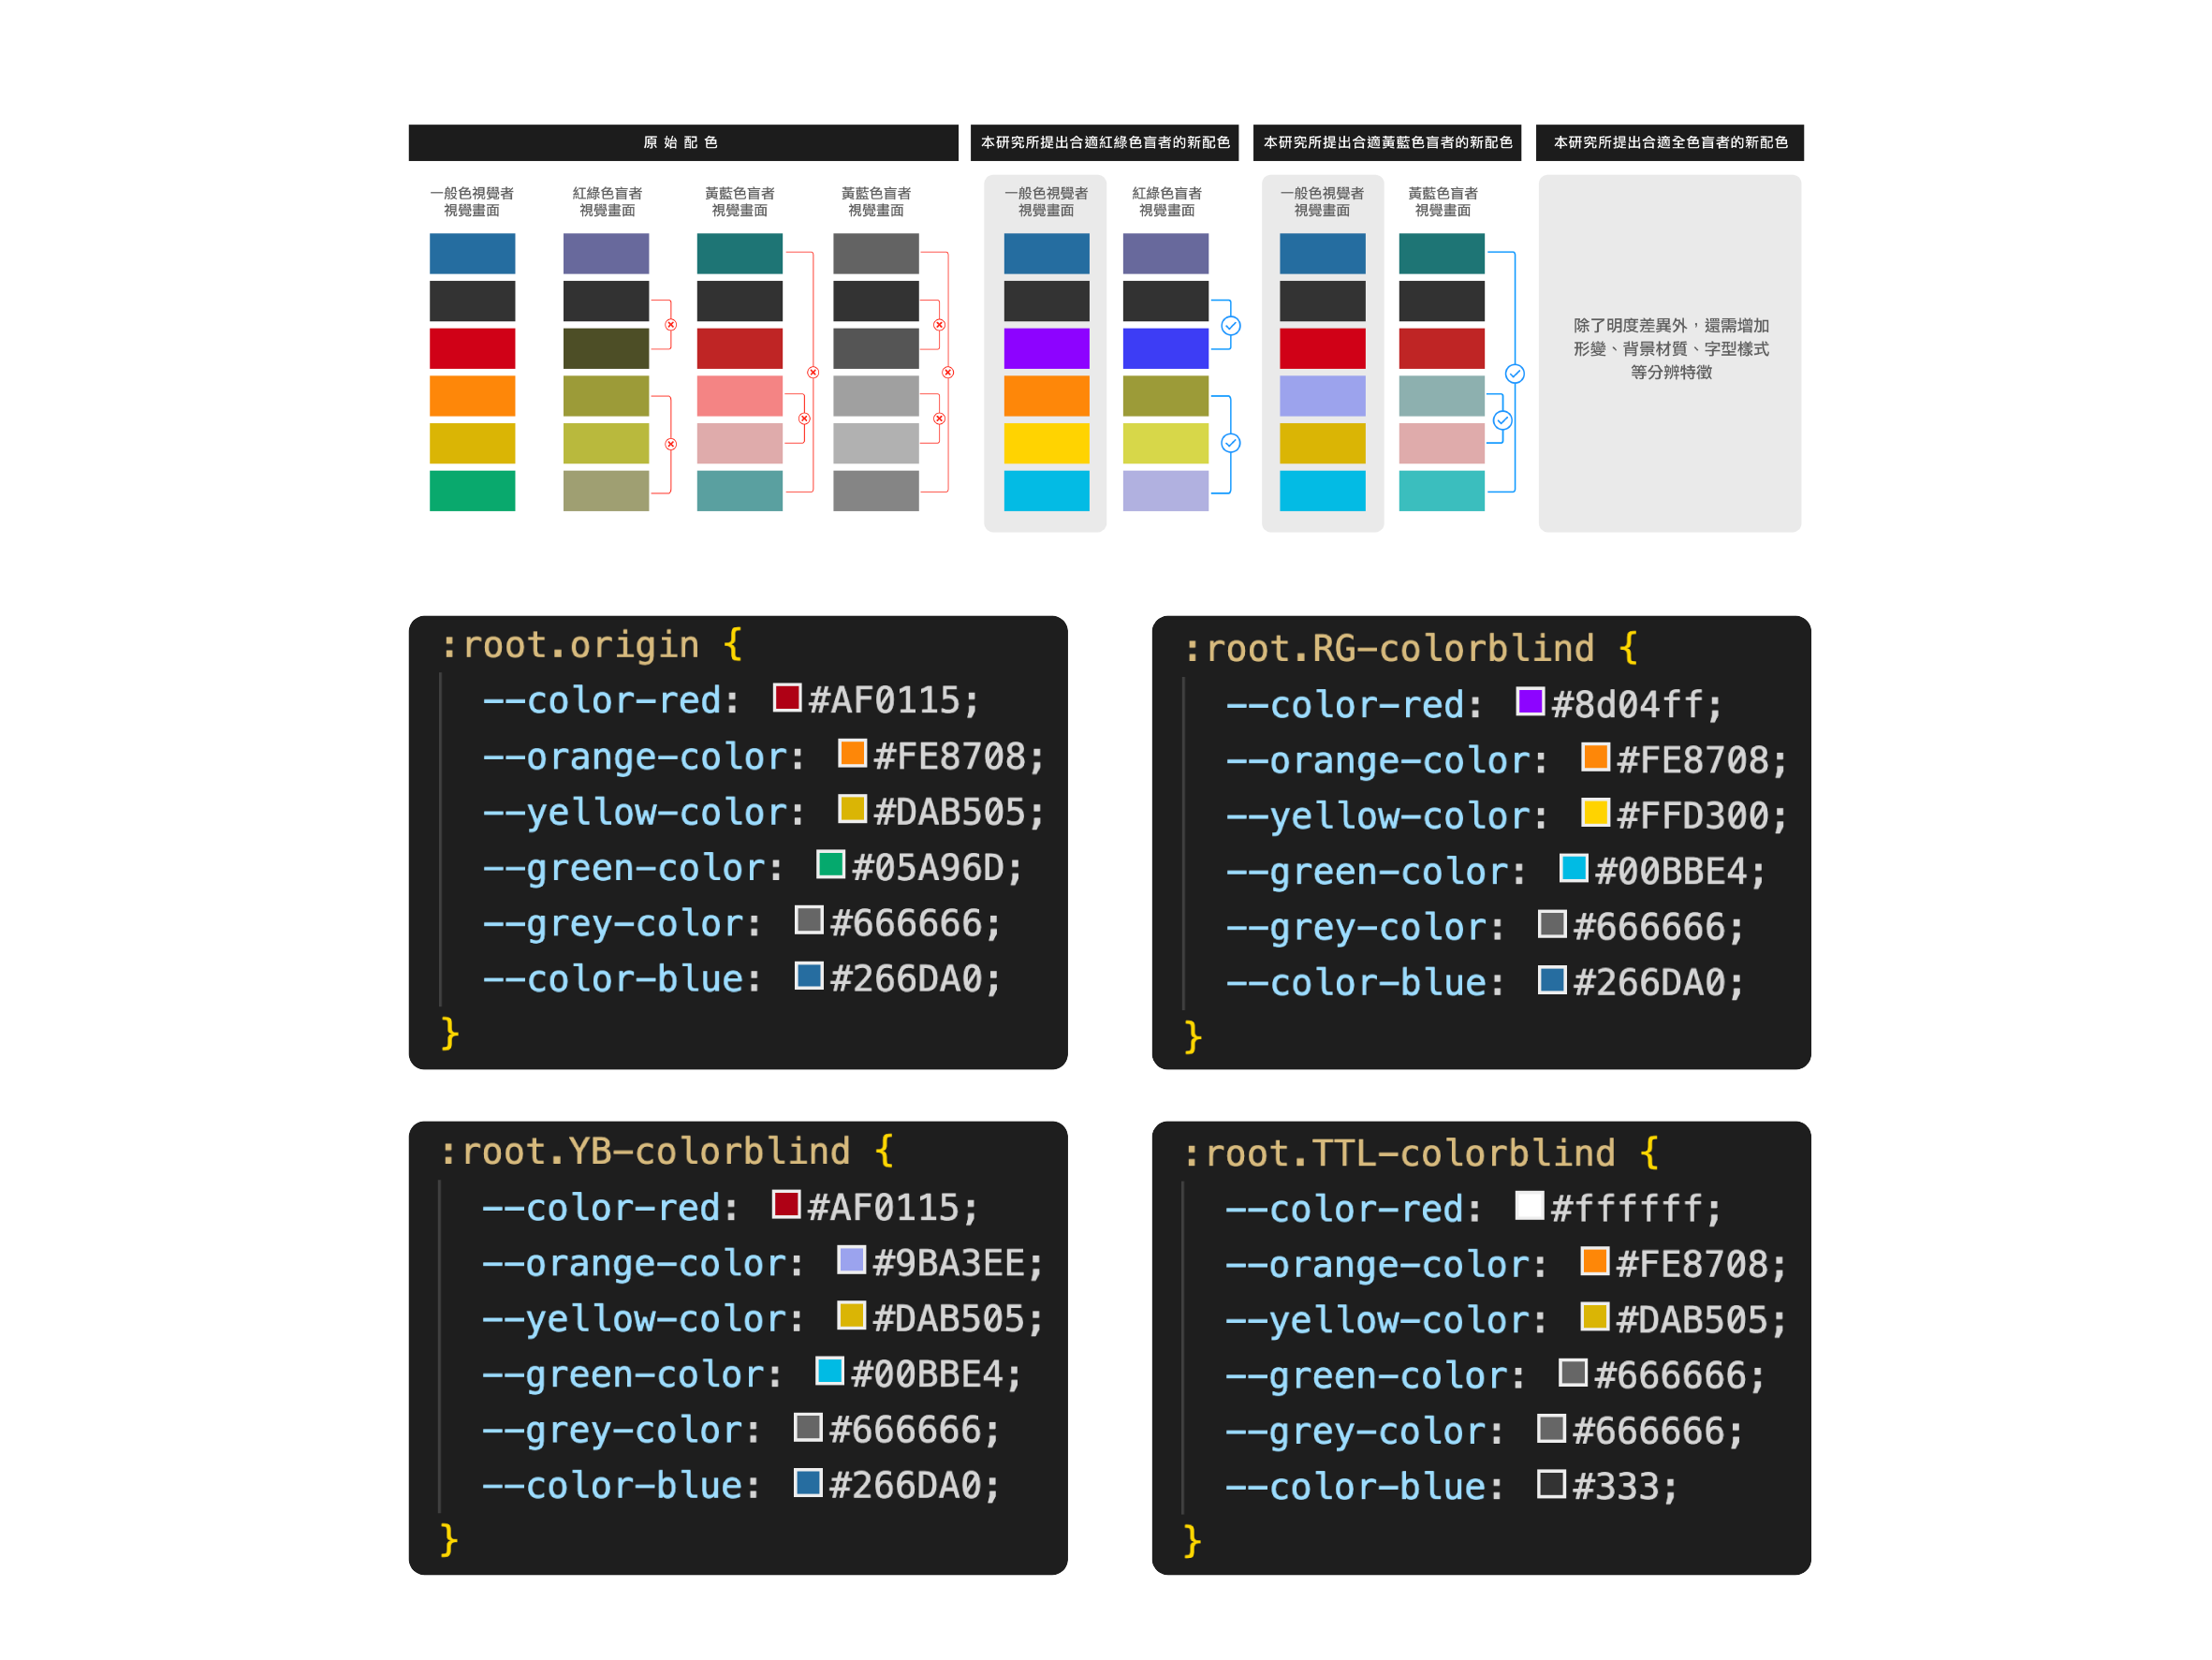 原 始 配 色
本研究所提出合適紅綠色盲者的新配色
本研究所提出合適黃藍色盲者的新配色
本研究所提出合適全色盲者的新配色
一般色視覺者
視覺畫面
紅綠色盲者
視覺畫面
黃藍色盲者
視覺畫面
黃藍色盲者
視覺畫面
一般色視覺者
視覺畫面
紅綠色盲者
視覺畫面
一般色視覺者
視覺畫面
黃藍色盲者
視覺畫面
除了明度差異外，還需增加
形變、背景材質、字型樣式
等分辨特徵
:root.origin {
--color-red: #AF0115;
--orange-color: #FE8708;
--yellow-color: #DAB505;
--green-color: #05A96D;
--grey-color: #666666;
--color-blue: #266DA0;
}
:root.RG-colorblind {
--color-red: #8d04ff;
--orange-color: #FE8708;
--yellow-color: #FFD300;
--green-color: #00BBE4;
--grey-color: #666666;
--color-blue: #266DA0;
}
:root.YB-colorblind {
--color-red: #AF0115;
--orange-color: #9BA3EE;
--yellow-color: #DAB505;
--green-color: #00BBE4;
--grey-color: #666666;
--color-blue: #266DA0;
}
:root.TTL-colorblind {
--color-red: #ffffff;
--orange-color: #FE8708;
--yellow-color: #DAB505;
--green-color: #666666;
--grey-color: #666666;
--color-blue: #333;
}